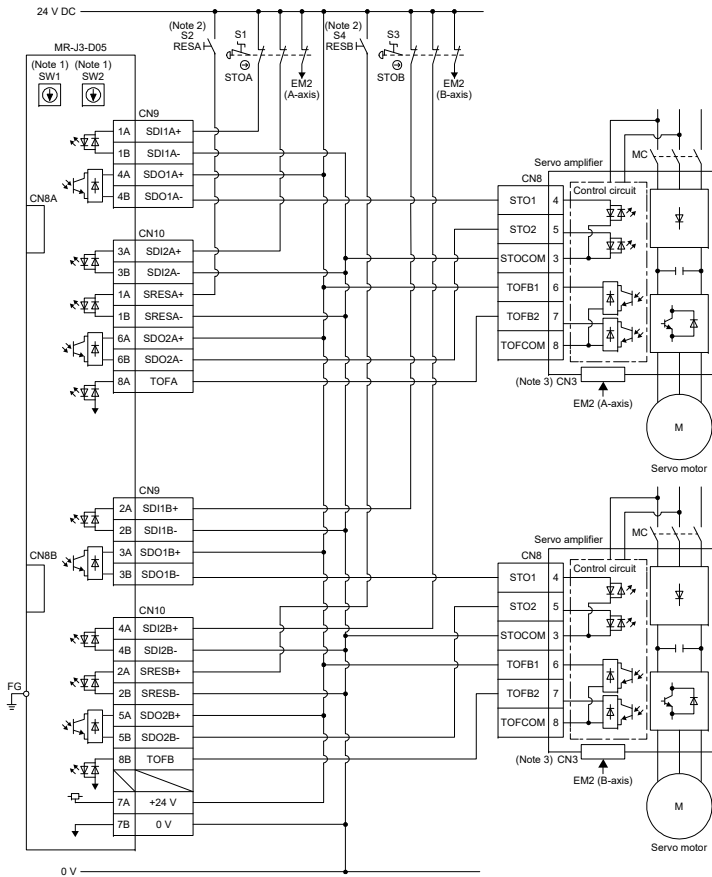 24 V DC
MR-J3-D05
(Note 1) (Note 1)
SW1 SW2
(Note 2)
S2
RESA
S1
STOA
EM2
(A-axis)
(Note 2)
S4
RESB
S3
STOB
EM2
(B-axis)
CN8A
CN9
1A SDI1A+
1B SDI1A-
4A SDO1A+
4B SDO1A-
CN10
3A SDI2A+
3B SDI2A-
1A SRESA+
1B SRESA-
6A SDO2A+
6B SDO2A-
8A TOFA
Servo amplifier
CN8
STO1 4
STO2 5
STOCOM 3
TOFB1 6
TOFB2 7
TOFCOM 8
Control circuit
MC
(Note 3) CN3
EM2 (A-axis)
M
Servo motor
CN8B
CN9
2A SDI1B+
2B SDI1B-
3A SDO1B+
3B SDO1B-
CN10
4A SDI2B+
4B SDI2B-
2A SRESB+
2B SRESB-
5A SDO2B+
5B SDO2B-
8B TOFB
7A +24 V
7B 0 V
FG
Servo amplifier
CN8
STO1 4
STO2 5
STOCOM 3
TOFB1 6
TOFB2 7
TOFCOM 8
Control circuit
MC
(Note 3) CN3
EM2 (B-axis)
M
Servo motor
0 V